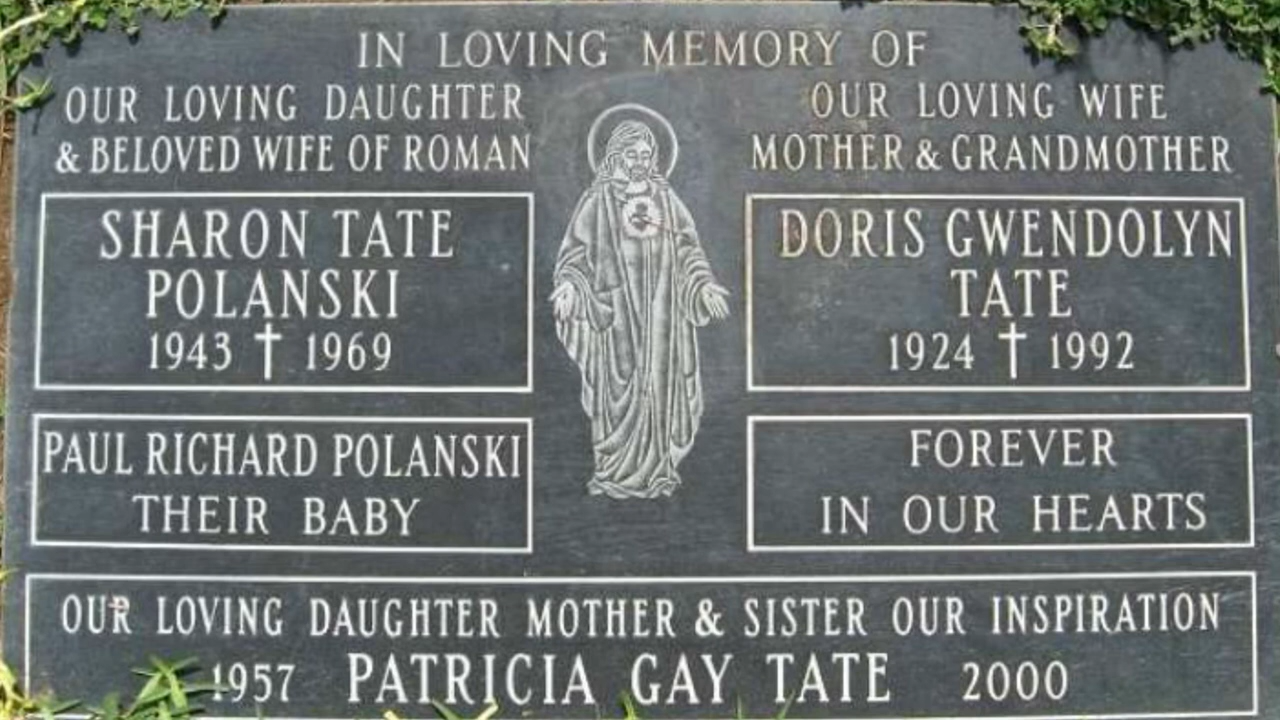 IN LOVING MEMORY OF
OUR LOVING DAUGHTER
& BELOVED WIFE OF ROMAN
SHARON TATE
POLANSKI
1943 † 1969
PAUL RICHARD POLANSKI
THEIR BABY
OUR LOVING WIFE
MOTHER & GRANDMOTHER
DORIS GWENDOLYN
TATE
1924 † 1992
FOREVER
IN OUR HEARTS
OUR LOVING DAUGHTER MOTHER & SISTER OUR INSPIRATION
1957 PATRICIA GAY TATE 2000